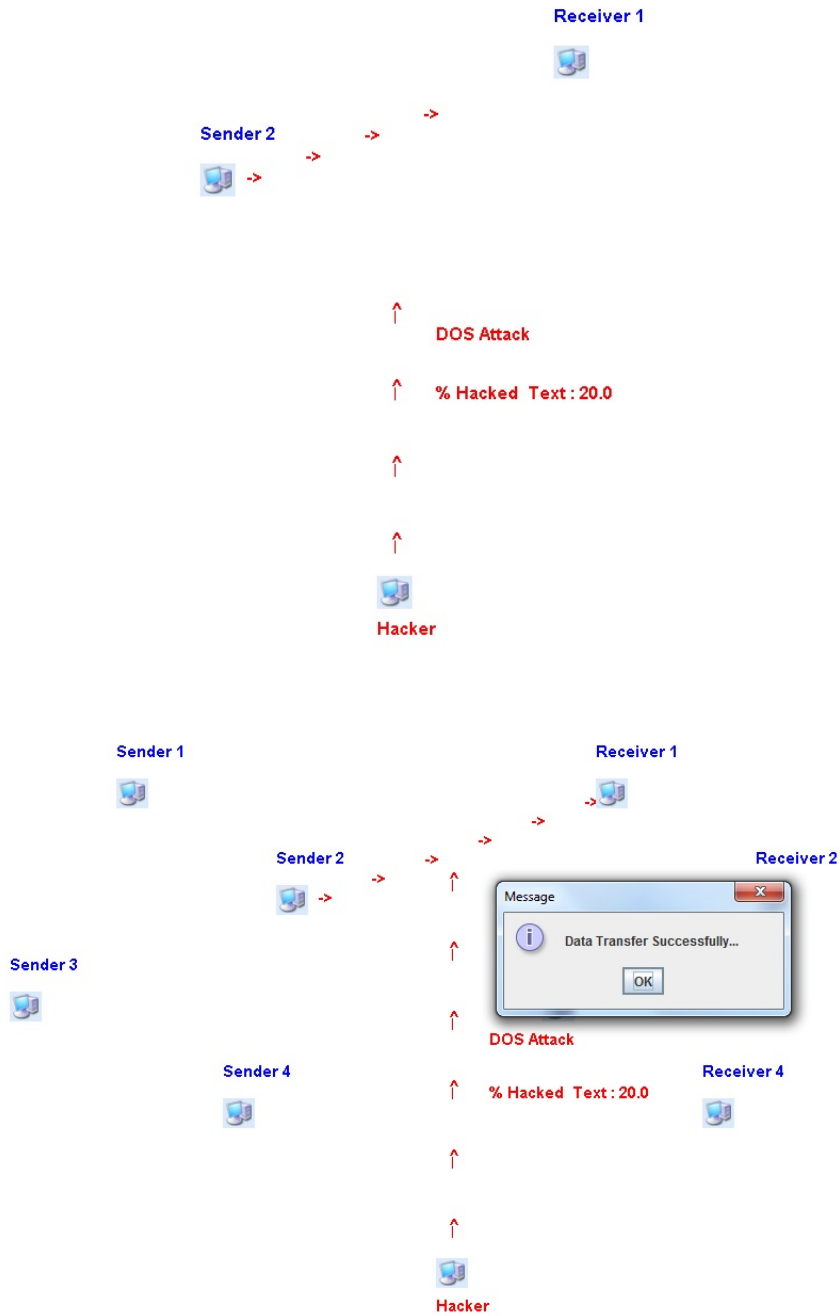 Receiver 1
->
Sender 2
->
->
->
^
|
DOS Attack
^
|
% Hacked Text : 20.0
^
|
^
|
Hacker
Sender 1
Receiver 1
->
->
->
Sender 2
->
Receiver 2
->
^
|
->
Message
X
i
Data Transfer Successfully...
^
|
OK
Sender 3
^
|
DOS Attack
Sender 4
Receiver 4
^
|
% Hacked Text : 20.0
^
|
^
|
Hacker